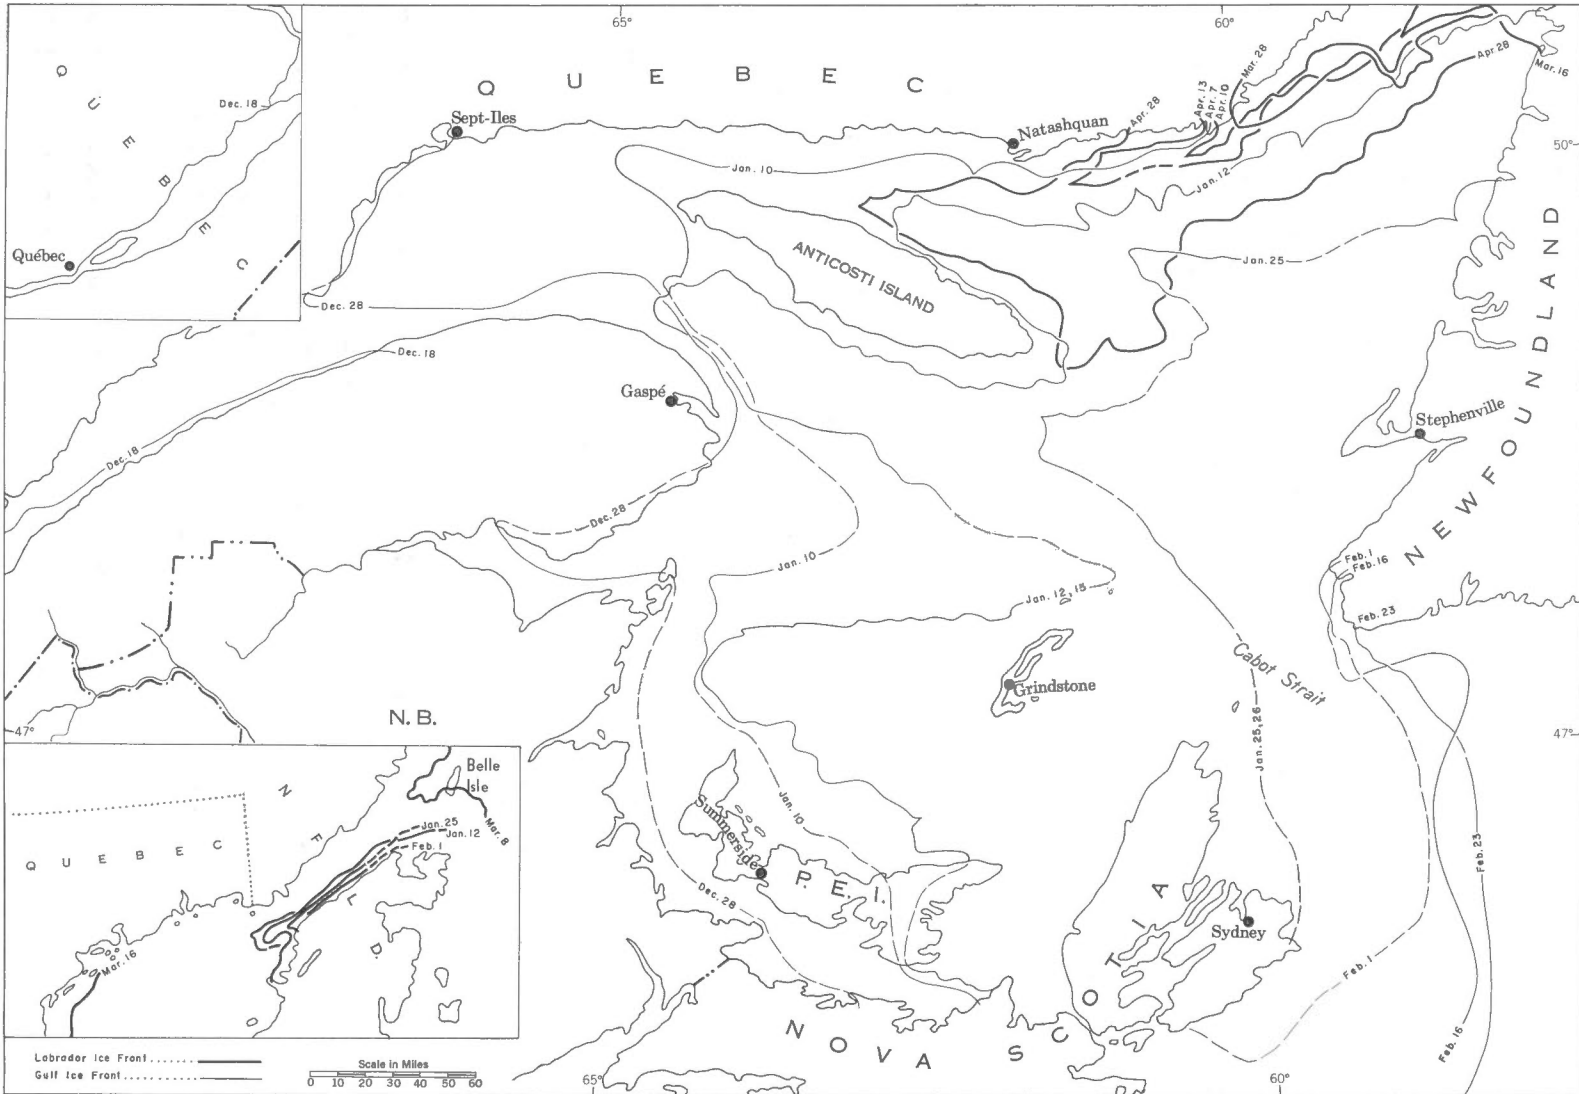 65°
60°
QUEBEC
Dec. 18
Québec
QUEBEC
Sept-Iles
Natashquan
Mar. 28
Apr. 13
Apr. 7
Apr. 10
Apr. 28
Apr. 28
Mar. 16
50°
50°
Jan. 10
Jan. 12
Jan. 25
ANTICOSTI ISLAND
Dec. 28
Dec. 18
Gaspé
Dec. 18
Dec. 28
Stephenville
NEWFOUNDLAND
Jan. 10
Jan. 12, 15
Feb. 1
Feb. 16
Feb. 23
Cabot Strait
Grindstone
N.B.
47°
47°
Jan. 25, 26
Summerside
Jan. 10
P.E.I.
Dec. 28
Sydney
Feb. 23
Feb. 1
Feb. 16
NOVA SCOTIA
Belle
Isle
NFLD.
QUEBEC
Jan. 25
Jan. 12
Feb. 1
Mar. 8
Mar. 16
Labrador Ice Front
Gulf Ice Front
Scale in Miles
0 10 20 30 40 50 60
65°
60°